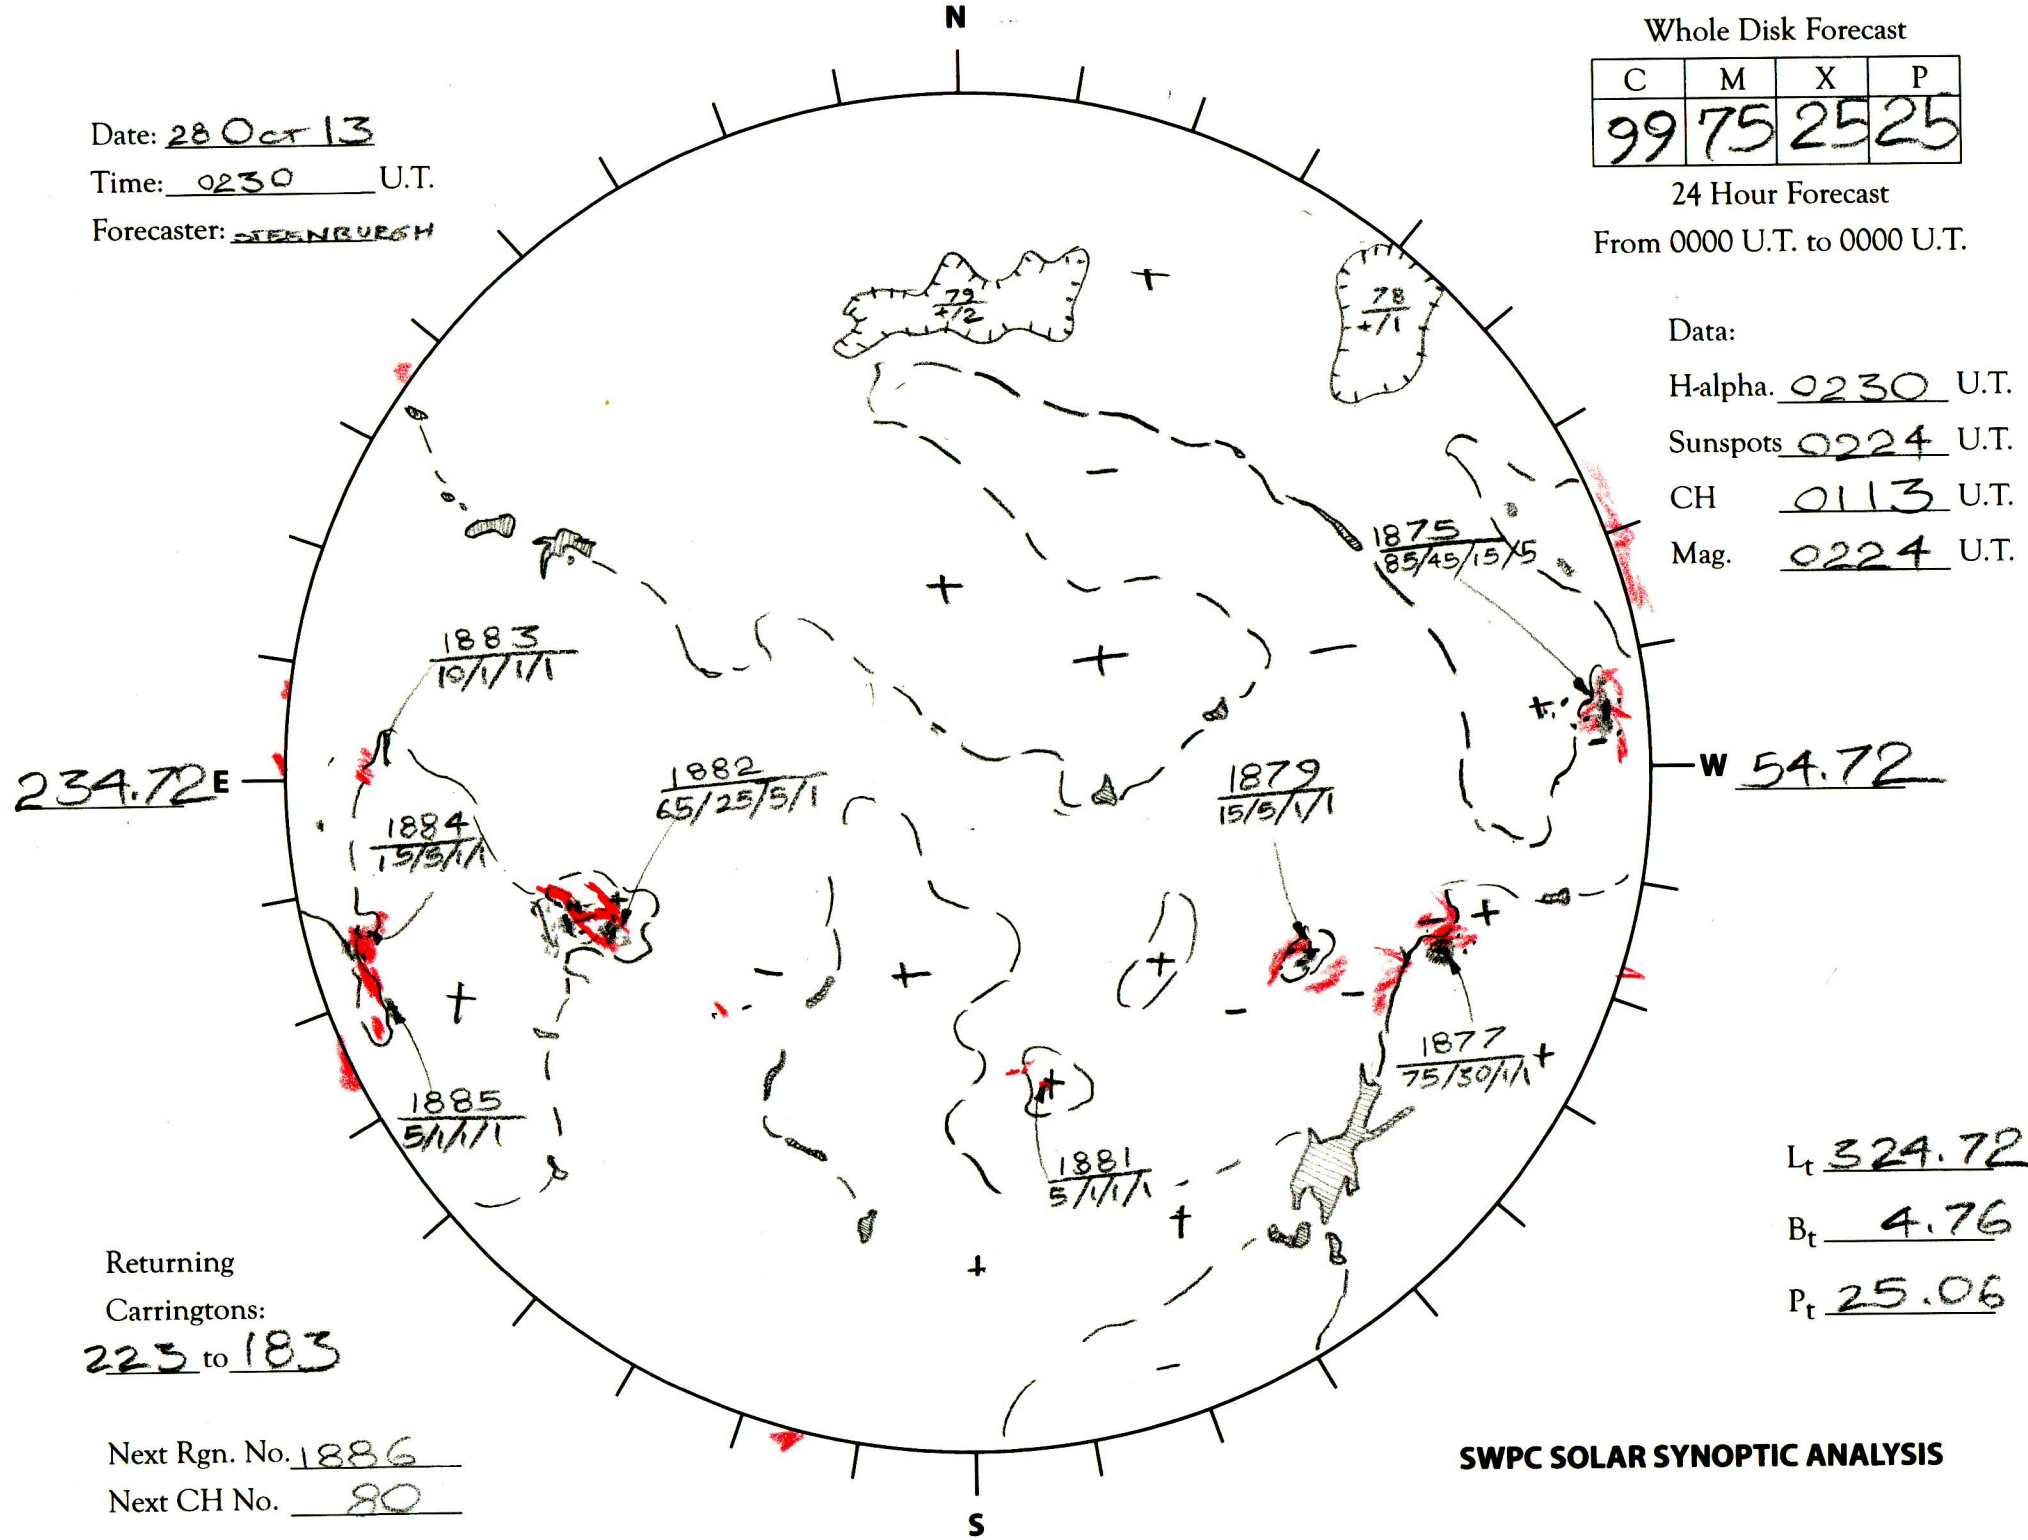 N
Whole Disk Forecast
C M X P
99 75 25 25
24 Hour Forecast
From 0000 U.T. to 0000 U.T.
Date: 28 Oct 13
Time: 0230 U.T.
Forecaster: STEENBURGH
Data:
H-alpha. 0230 U.T.
Sunspots 0224 U.T.
CH 0113 U.T.
Mag. 0224 U.T.
79
+/2
78
+/1
1875
85/45/15/5
1883
10/1/1/1
234.72 E
W 54.72
1882
65/25/5/1
1879
15/5/1/1
1884
15/5/1/1
1877
75/30/1/1
1885
5/1/1/1
1881
5/1/1/1
Lt 324.72
Bt 4.76
Pt 25.06
Returning
Carringtons:
223 to 183
Next Rgn. No. 1886
Next CH No. 80
SWPC SOLAR SYNOPTIC ANALYSIS
S